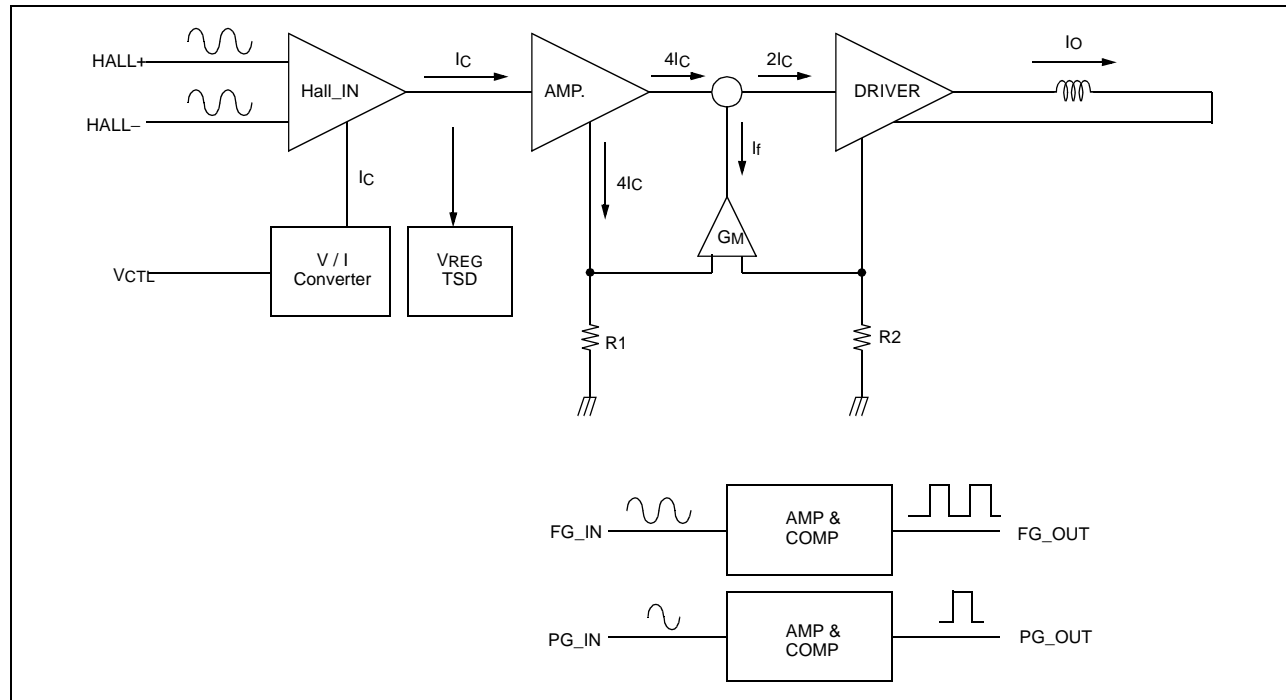 HALL+
HALL−
Hall_IN
IC
AMP.
4IC
2IC
DRIVER
IO
IC
4IC
If
GM
VCTL
V / I
Converter
VREG
TSD
R1
R2
FG_IN
AMP &
COMP
FG_OUT
PG_IN
AMP &
COMP
PG_OUT